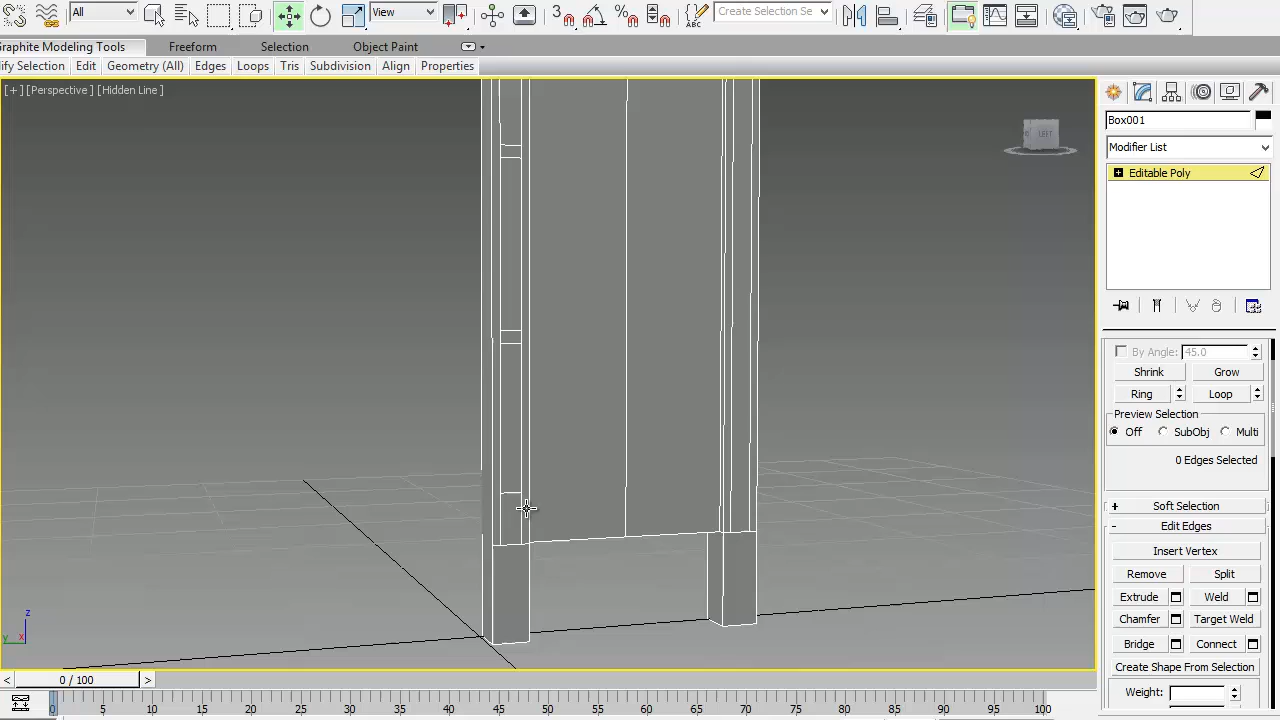 All
View
3
%
ABC
Create Selection Se
Graphite Modeling Tools
Freeform
Selection
Object Paint
ify Selection
Edit
Geometry (All)
Edges
Loops
Tris
Subdivision
Align
Properties
[+] [Perspective] [Hidden Line]
LEFT
Box001
Modifier List
Editable Poly
By Angle: 45.0
Shrink
Grow
Ring
Loop
Preview Selection
Off
SubObj
Multi
0 Edges Selected
+ Soft Selection
- Edit Edges
Insert Vertex
Remove
Split
Extrude
Weld
Chamfer
Target Weld
Bridge
Connect
Create Shape From Selection
Weight:
z
y
x
< 0 / 100 >
0 5 10 15 20 25 30 35 40 45 50 55 60 65 70 75 80 85 90 95 100